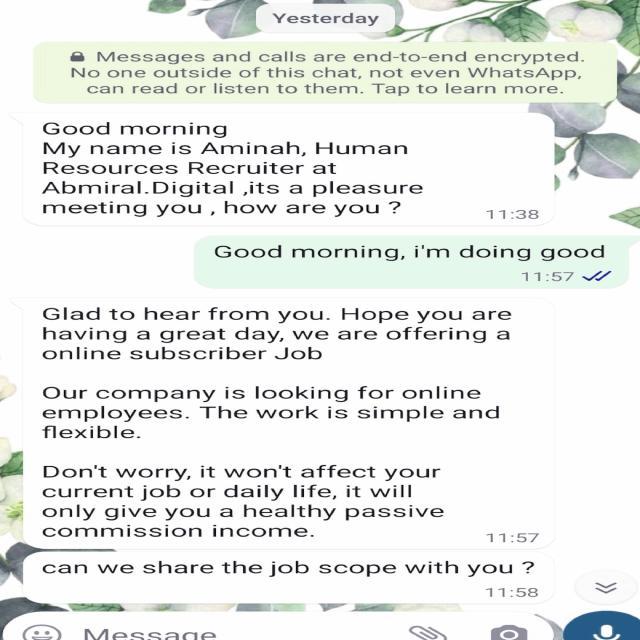 Yesterday
Messages and calls are end-to-end encrypted.
No one outside of this chat, not even WhatsApp,
can read or listen to them. Tap to learn more.
Good morning
My name is Aminah, Human
Resources Recruiter at
Abmiral.Digital ,its a pleasure
meeting you , how are you ?
11:38
Good morning, i'm doing good
11:57
Glad to hear from you. Hope you are
having a great day, we are offering a
online subscriber Job
Our company is looking for online
employees. The work is simple and
flexible.
Don't worry, it won't affect your
current job or daily life, it will
only give you a healthy passive
commission income.
11:57
can we share the job scope with you ?
11:58
Message